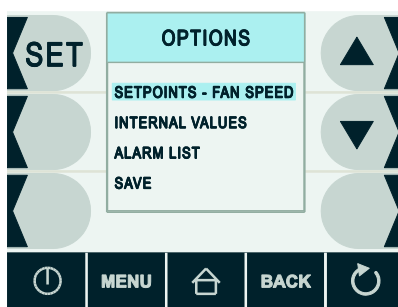 SET
OPTIONS
SETPOINTS - FAN SPEED
INTERNAL VALUES
ALARM LIST
SAVE
MENU
BACK